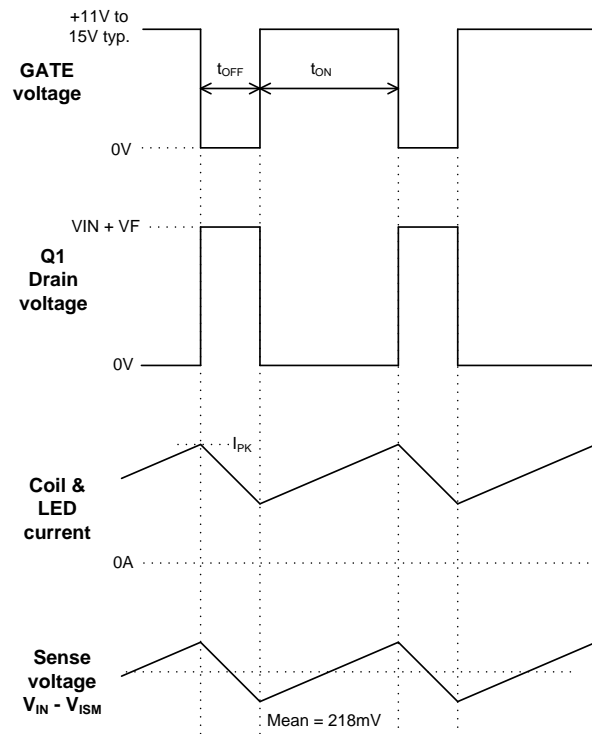 +11V to
15V typ.
GATE
voltage
tOFF
tON
0V
VIN + VF
Q1
Drain
voltage
0V
IPK
Coil &
LED
current
0A
Sense
voltage
VIN - VISM
Mean = 218mV